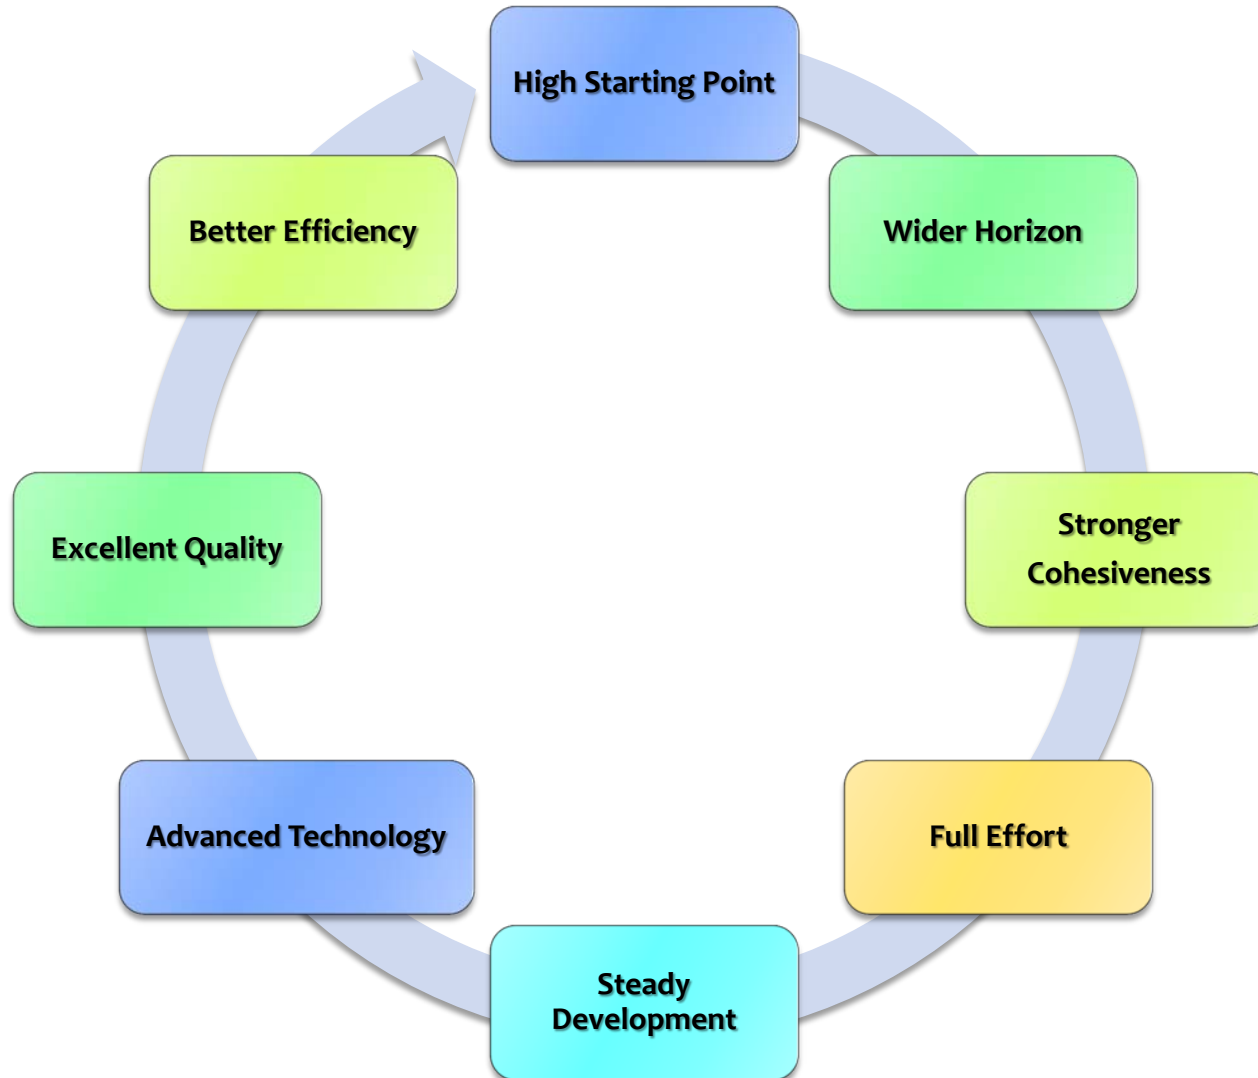 High Starting Point
Wider Horizon
Stronger
Cohesiveness
Full Effort
Steady
Development
Advanced Technology
Excellent Quality
Better Efficiency